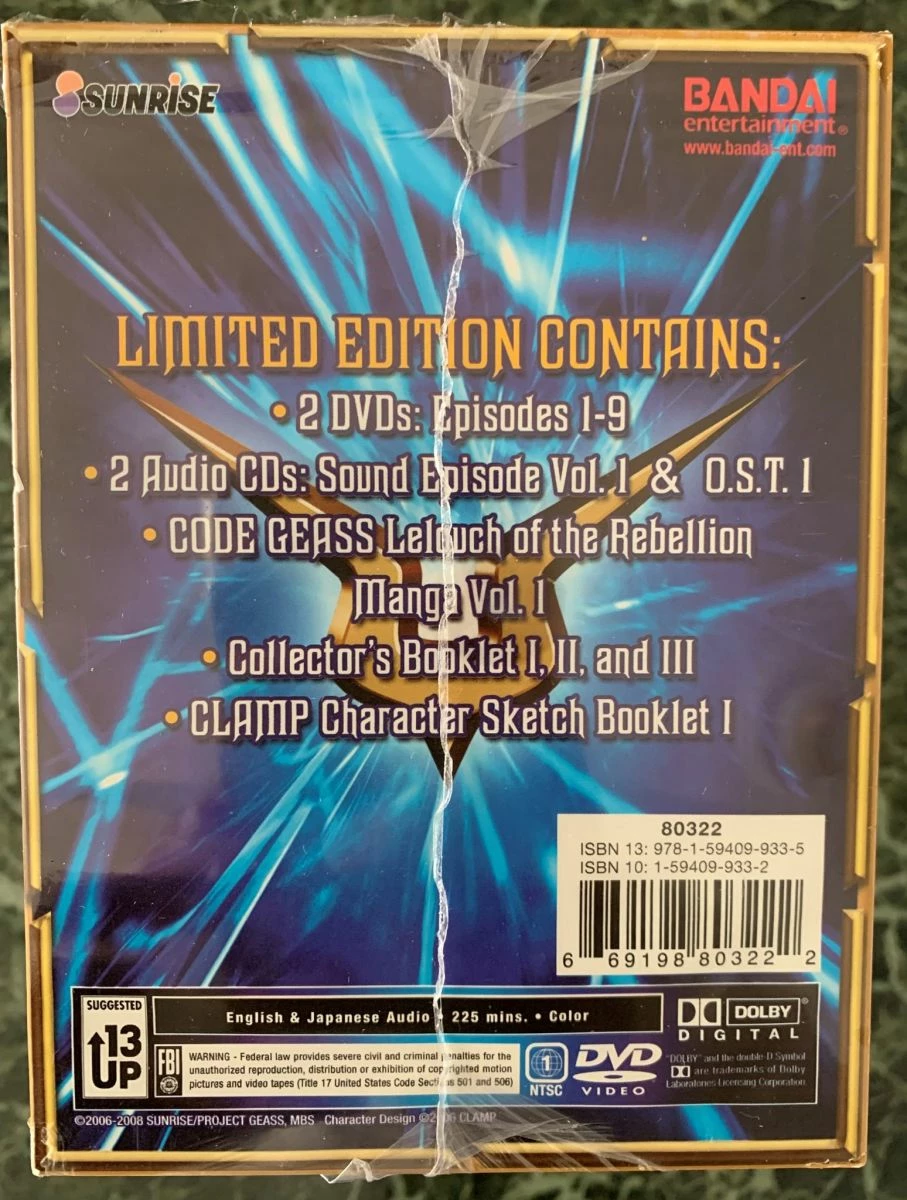 SUNRISE
BANDAI
entertainment®
www.bandai-ent.com
LIMITED EDITION CONTAINS:
• 2 DVDs: Episodes 1-9
• 2 Audio CDs: Sound Episode Vol. 1 & O.S.T. 1
• CODE GEASS Lelouch of the Rebellion
Manga Vol. 1
• Collector's Booklet I, II, and III
• CLAMP Character Sketch Booklet I
80322
ISBN 13: 978-1-59409-933-5
ISBN 10: 1-59409-933-2
6 69198 80322 2
SUGGESTED
13
UP
English & Japanese Audio • 225 mins. • Color
FBI
WARNING - Federal law provides severe civil and criminal penalties for the
unauthorized reproduction, distribution or exhibition of copyrighted motion
pictures and video tapes (Title 17 United States Code Sections 501 and 506)
1
NTSC
DVD
VIDEO
DOLBY®
DIGITAL
"DOLBY" and the double-D Symbol
are trademarks of Dolby
Laboratories Licensing Corporation.
©2006-2008 SUNRISE/PROJECT GEASS, MBS Character Design ©2006 CLAMP